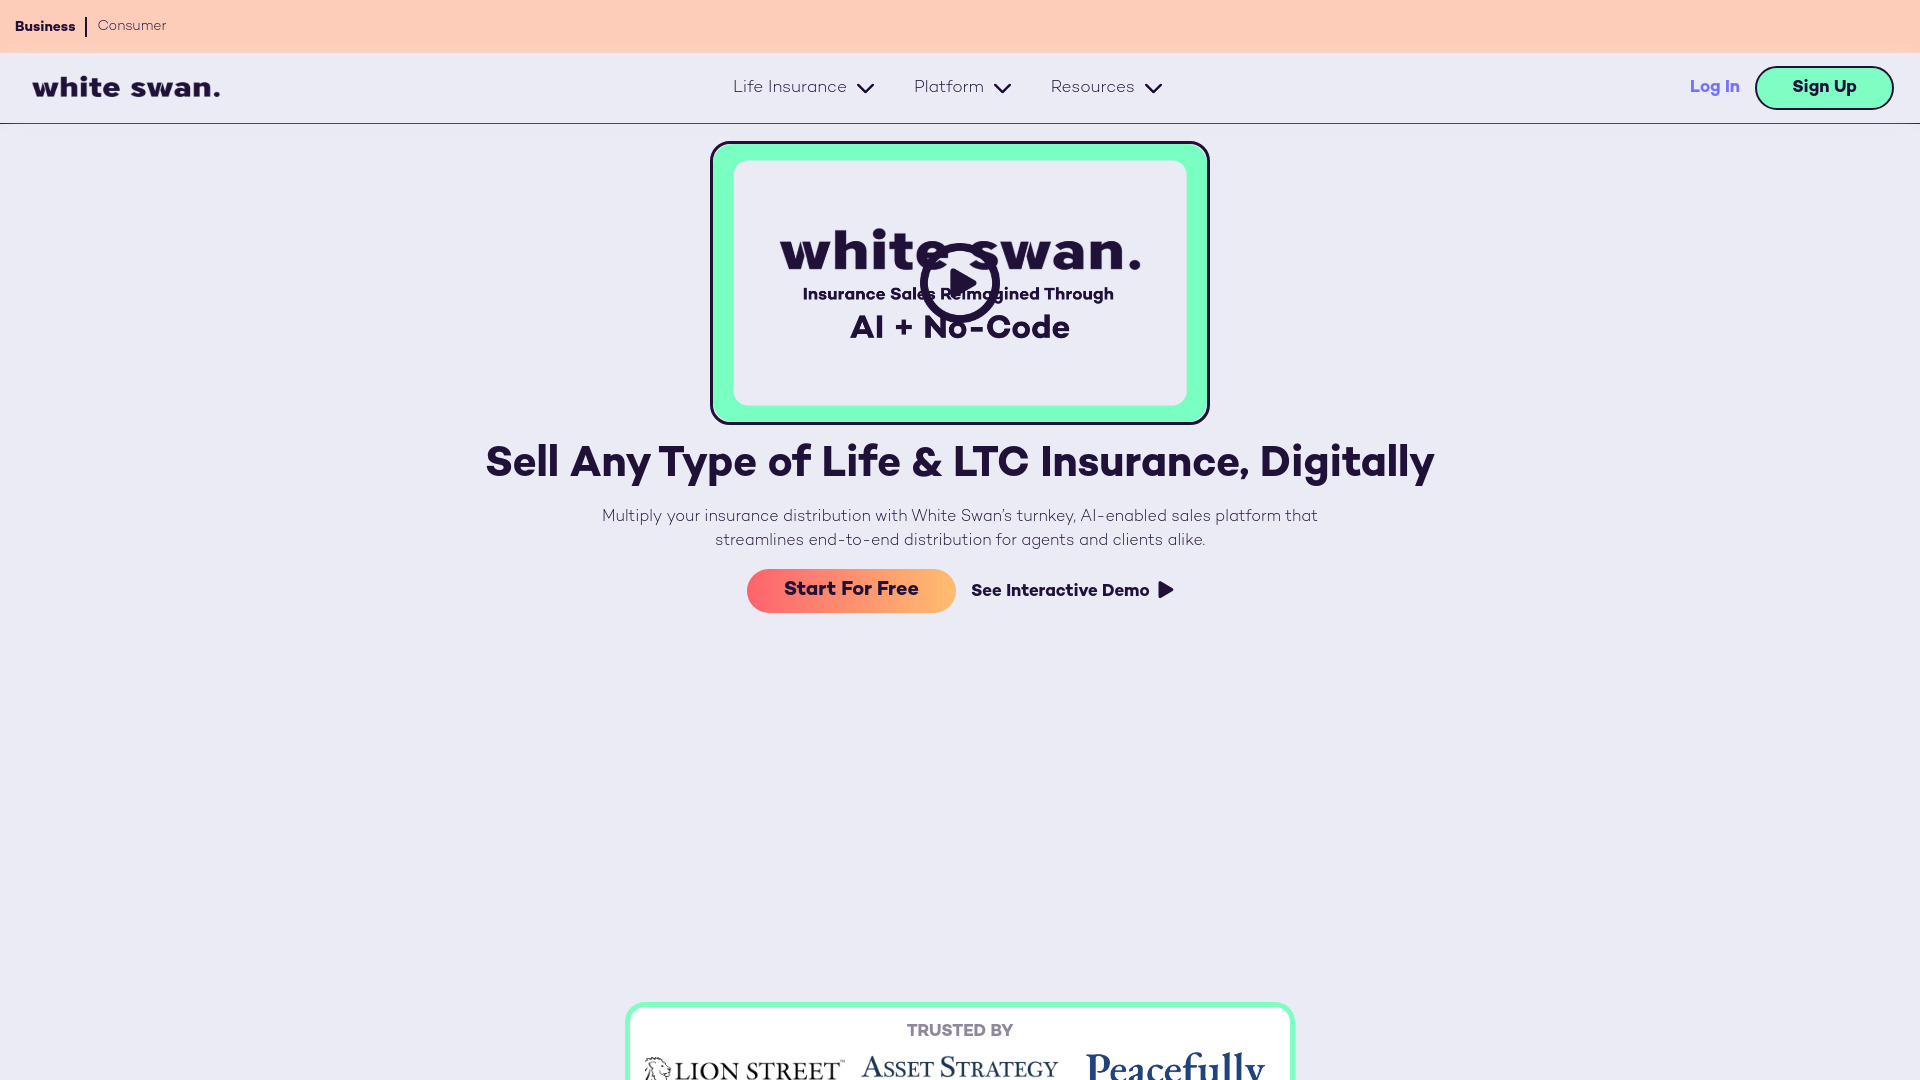 Business
Consumer
white swan.
Life Insurance
Platform
Resources
Log In
Sign Up
white swan.
Insurance Sales Reimagined Through
AI + No-Code
Sell Any Type of Life & LTC Insurance, Digitally
Multiply your insurance distribution with White Swan’s turnkey, AI-enabled sales platform that
streamlines end-to-end distribution for agents and clients alike.
Start For Free
See Interactive Demo
TRUSTED BY
LION STREET™
ASSET STRATEGY
Peacefully